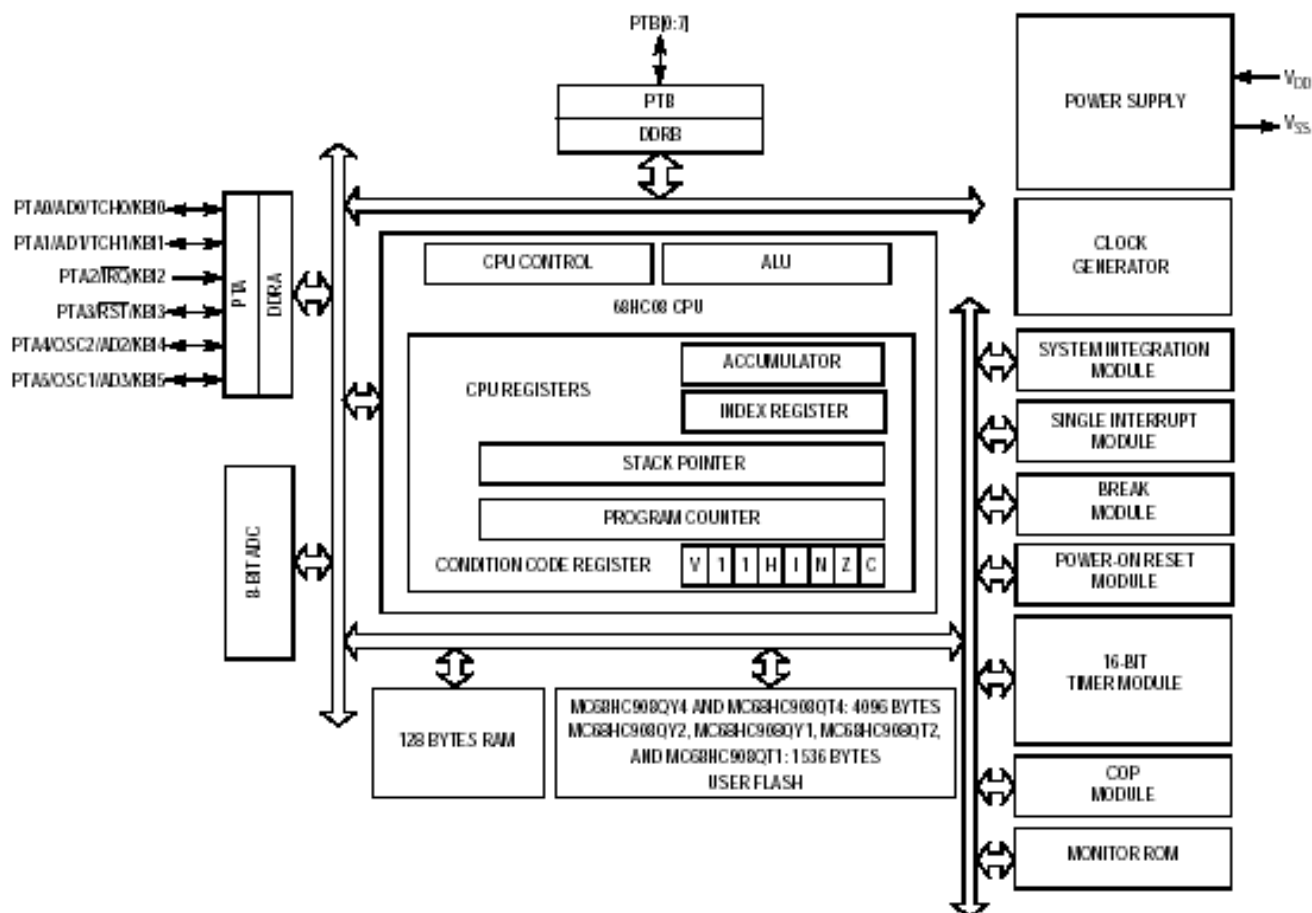 PTB[0:7]
PTB
DDRB
POWER SUPPLY
VDD
VSS
PTA0/AD0/TCH0/KBI0
PTA1/AD1/TCH1/KBI1
PTA2/IRQ/KBI2
PTA3/RST/KBI3
PTA4/OSC2/AD2/KBI4
PTA5/OSC1/AD3/KBI5
PTA
DDRA
8-BIT ADC
CPU CONTROL
ALU
68HC08 CPU
CPU REGISTERS
ACCUMULATOR
INDEX REGISTER
STACK POINTER
PROGRAM COUNTER
CONDITION CODE REGISTER
V 1 1 H I N Z C
128 BYTES RAM
MC68HC908QY4 AND MC68HC908QT4: 4096 BYTES
MC68HC908QY2, MC68HC908QY1, MC68HC908QT2,
AND MC68HC908QT1: 1536 BYTES
USER FLASH
CLOCK
GENERATOR
SYSTEM INTEGRATION
MODULE
SINGLE INTERRUPT
MODULE
BREAK
MODULE
POWER-ON RESET
MODULE
16-BIT
TIMER MODULE
COP
MODULE
MONITOR ROM